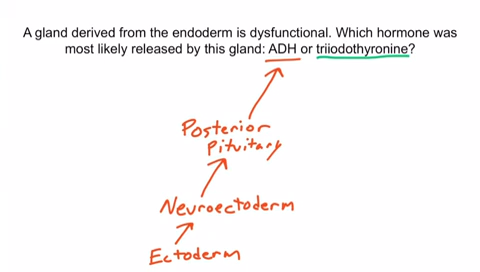 A gland derived from the endoderm is dysfunctional. Which hormone was
most likely released by this gland: ADH or triiodothyronine?
Posterior
Pituitary
Neuroectoderm
Ectoderm